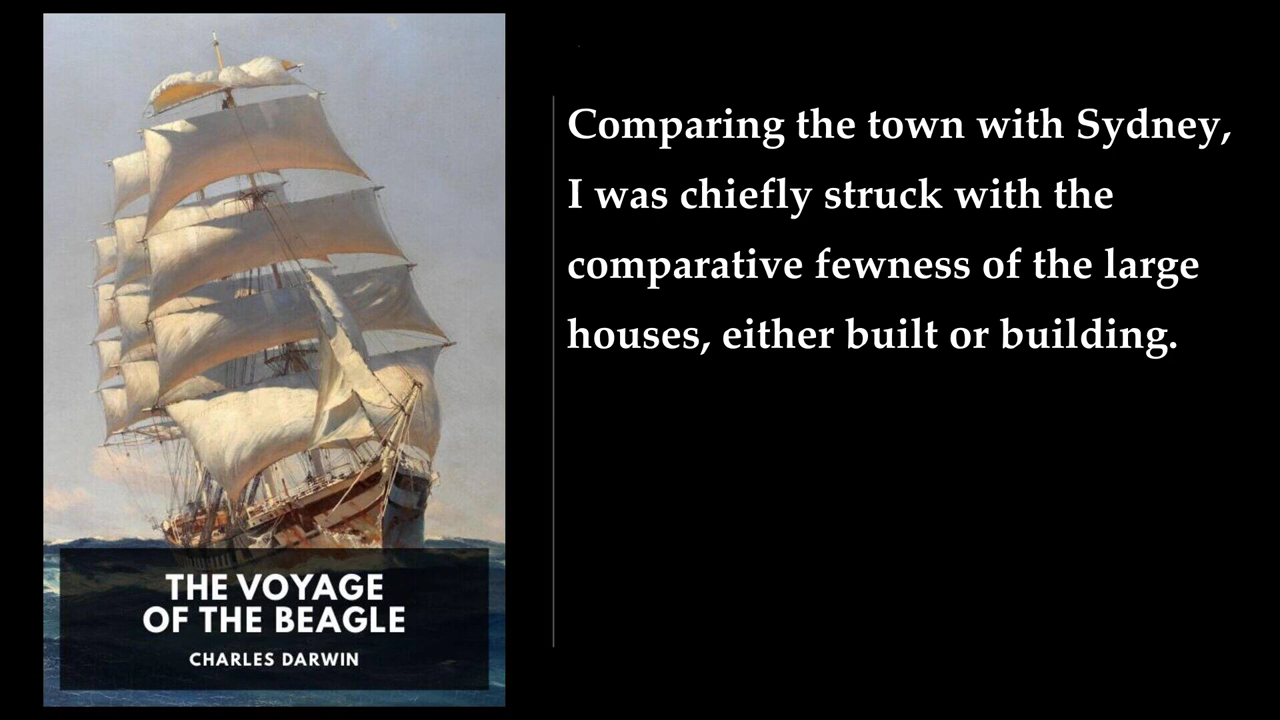 THE VOYAGE
OF THE BEAGLE
CHARLES DARWIN
Comparing the town with Sydney,
I was chiefly struck with the
comparative fewness of the large
houses, either built or building.